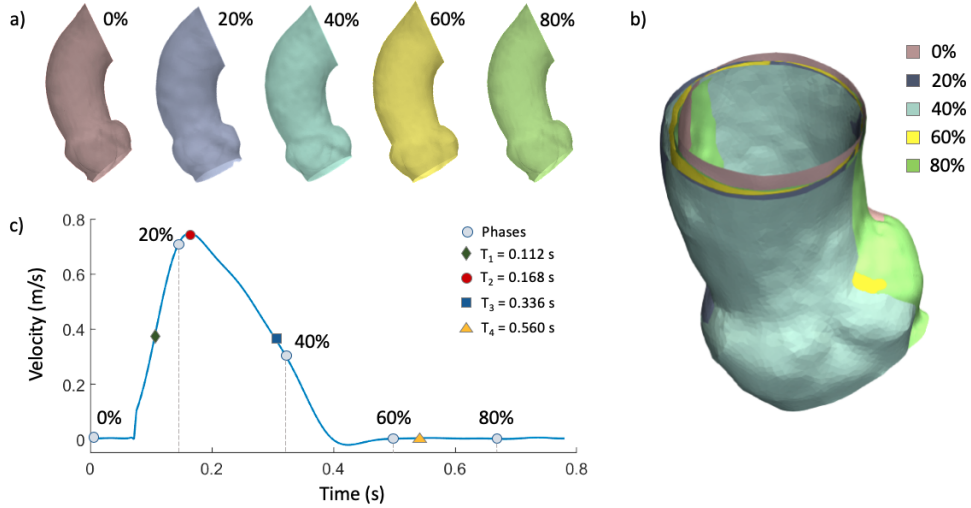 a) 0% 20% 40% 60% 80%
b)
0%
20%
40%
60%
80%
c)
0.8
0.6
0.4
0.2
0
Velocity (m/s)
0% 20% 40% 60% 80%
Phases
T₁ = 0.112 s
T₂ = 0.168 s
T₃ = 0.336 s
T₄ = 0.560 s
0 0.2 0.4 0.6 0.8
Time (s)